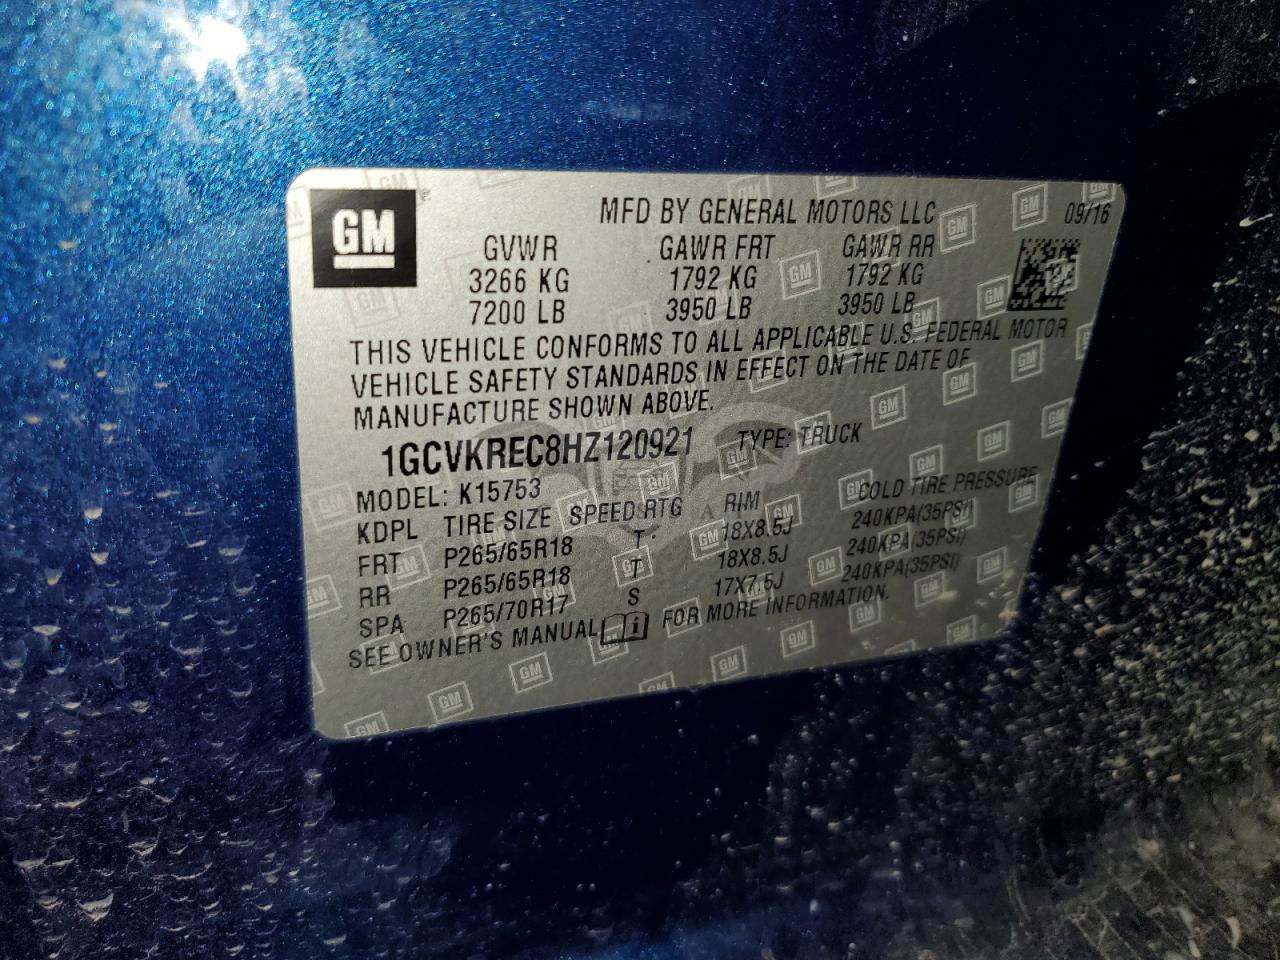 GM
MFD BY GENERAL MOTORS LLC 09/16
GVWR GAWR FRT GAWR RR
3266 KG 1792 KG 1792 KG
7200 LB 3950 LB 3950 LB
THIS VEHICLE CONFORMS TO ALL APPLICABLE U.S. FEDERAL MOTOR
VEHICLE SAFETY STANDARDS IN EFFECT ON THE DATE OF
MANUFACTURE SHOWN ABOVE.
1GCVKREC8HZ120921 TYPE: TRUCK
MODEL: K15753
KDPL TIRE SIZE SPEED RTG RIM COLD TIRE PRESSURE
FRT P265/65R18 T 18X8.5J 240KPA(35PSI)
RR P265/65R18 T 18X8.5J 240KPA(35PSI)
SPA P265/70R17 S 17X7.5J 240KPA(35PSI)
SEE OWNER'S MANUAL FOR MORE INFORMATION.